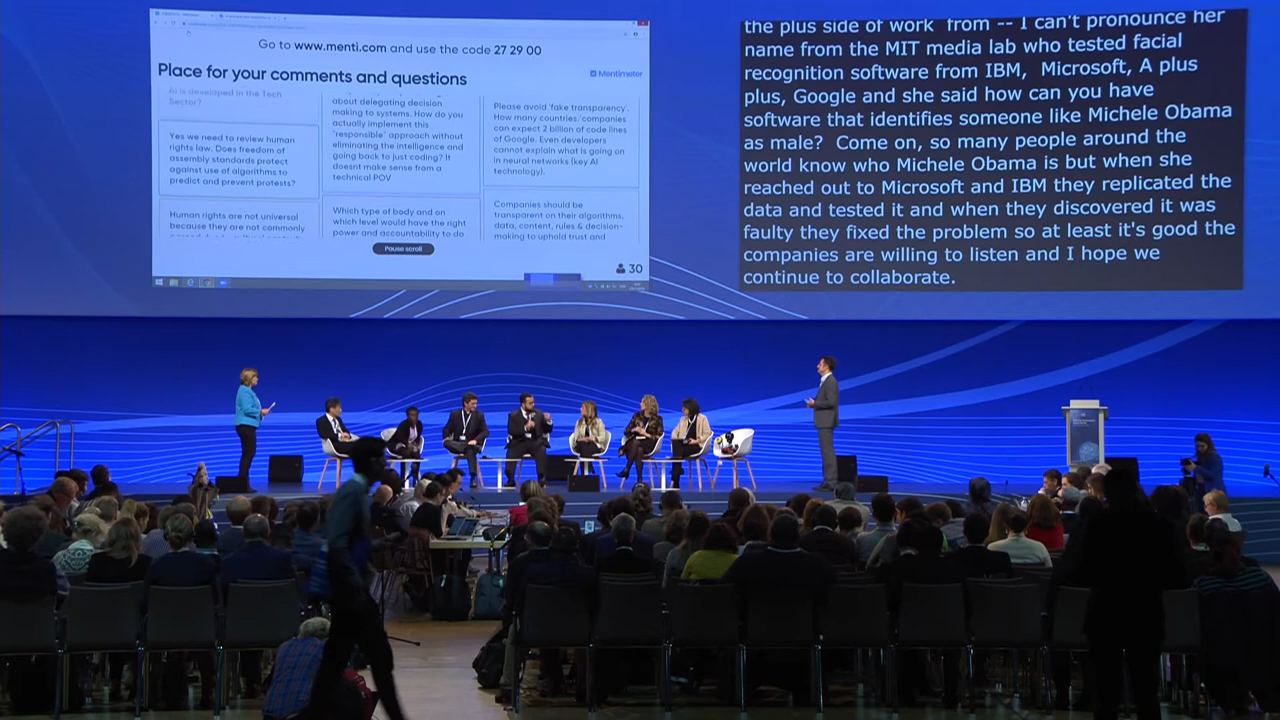 Go to www.menti.com and use the code 27 29 00
Place for your comments and questions
Mentimeter
AI is developed in the Tech
Sector?
Yes we need to review human
rights law. Does freedom of
assembly standards protect
against use of algorithms to
predict and prevent protests?
Human rights are not universal
because they are not commonly
about delegating decision
making to systems. How do you
actually implement this
"responsible" approach without
eliminating the intelligence and
going back to just coding? It
doesnt make sense from a
technical POV
Which type of body and on
which level would have the right
power and accountability to do
Please avoid 'fake transparency'.
How many countries/companies
can expect 2 billion of code lines
of Google. Even developers
cannot explain what is going on
in neural networks (key AI
technology).
Companies should be
transparent on their algorithms,
data, content, rules & decision-
making to uphold trust and
Pause scroll
30
the plus side of work from -- I can't pronounce her
name from the MIT media lab who tested facial
recognition software from IBM, Microsoft, A plus
plus, Google and she said how can you have
software that identifies someone like Michele Obama
as male? Come on, so many people around the
world know who Michele Obama is but when she
reached out to Microsoft and IBM they replicated the
data and tested it and when they discovered it was
faulty they fixed the problem so at least it's good the
companies are willing to listen and I hope we
continue to collaborate.